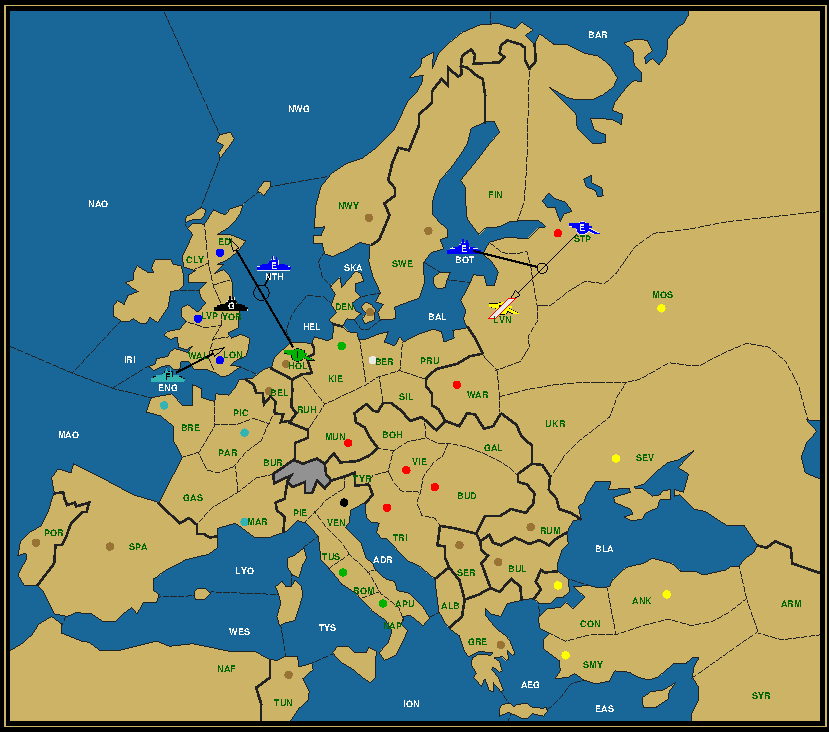 BAR
NWG
FIN
NAO
NWY
EDI
STP
E
E
CLY
SWE
BOT
SKA
E
NTH
MOS
G
DEN
LVP
YOR
BAL
LVN
HEL
IRI
WAL
LON
HOL
BER
PRU
ENG
KIE
BEL
SIL
WAR
RUH
PIC
BRE
UKR
MAO
MUN
BOH
GAL
PAR
BUR
VIE
SEV
TYR
GAS
BUD
PIE
VEN
MAR
RUM
POR
SPA
TRI
BLA
TUS
ADR
LYO
SER
BUL
ROM
ANK
APU
ALB
ARM
NAP
CON
WES
TYS
GRE
NAF
SMY
AEG
SYR
TUN
ION
EAS